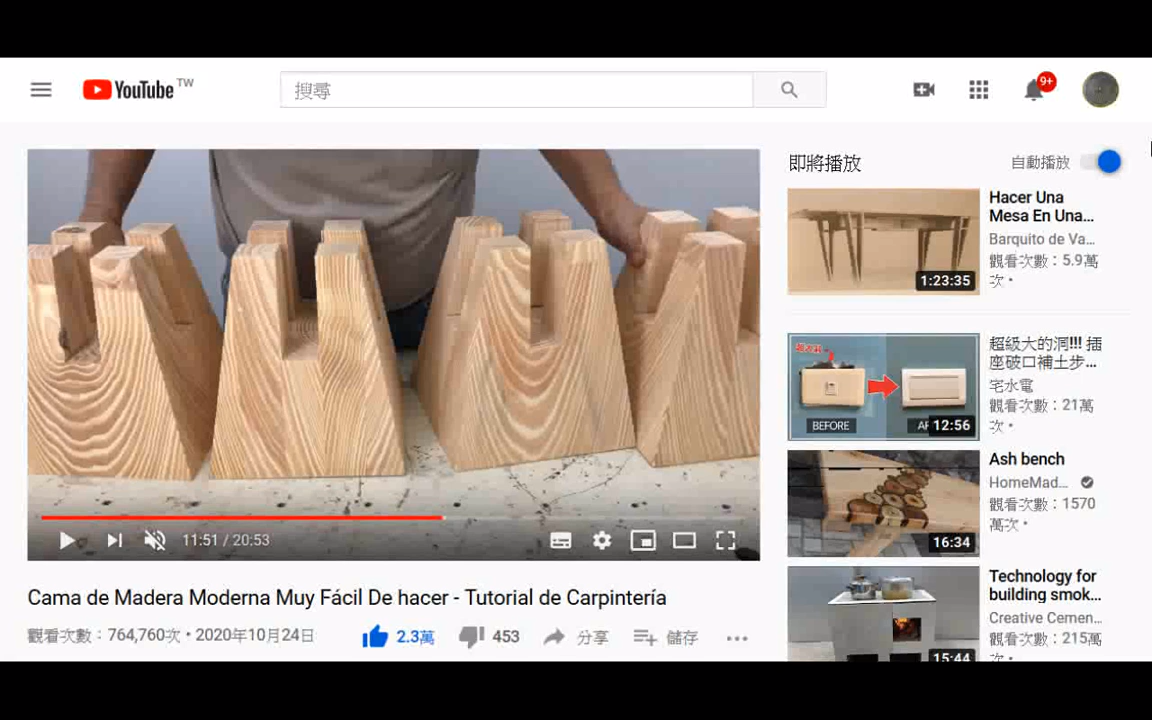 YouTube TW
搜尋
9+
即將播放
自動播放
Hacer Una
Mesa En Una...
Barquito de Va...
觀看次數：5.9萬
次・
1:23:35
超級大的洞!!! 插
座破口補土步...
宅水電
觀看次數：21萬
次・
BEFORE
AF
12:56
Ash bench
HomeMad...
觀看次數：1570
萬次・
16:34
Technology for
building smok...
Creative Cemen...
觀看次數：215萬
次・
15:44
11:51 / 20:53
Cama de Madera Moderna Muy Fácil De hacer - Tutorial de Carpintería
觀看次數：764,760次・2020年10月24日
2.3萬
453
分享
儲存